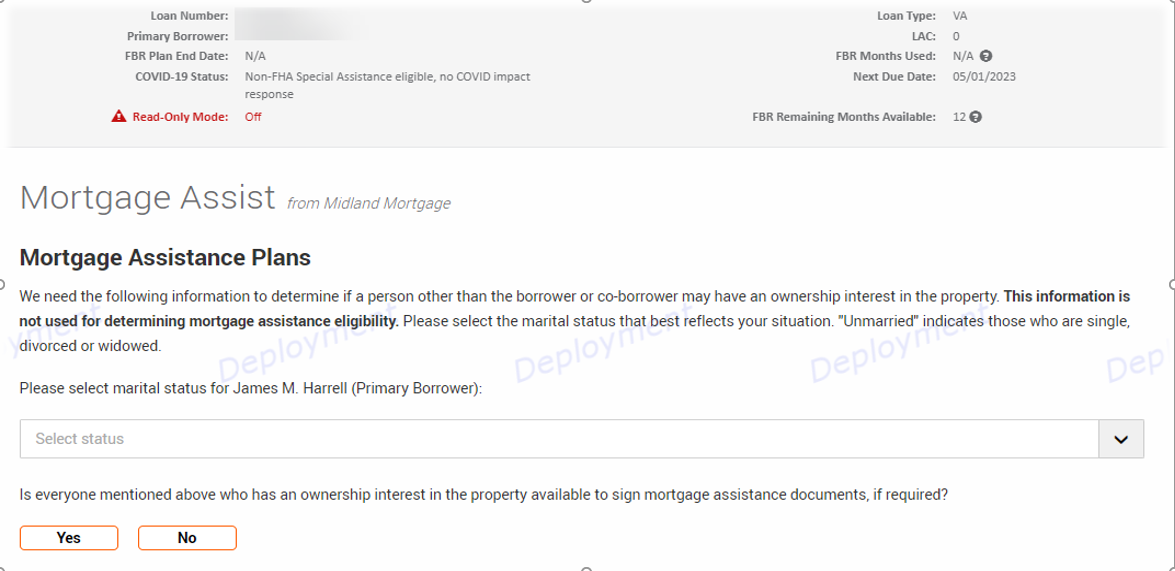 Loan Number:
Loan Type: VA
Primary Borrower:
LAC: 0
FBR Plan End Date: N/A
FBR Months Used: N/A
COVID-19 Status: Non-FHA Special Assistance eligible, no COVID impact
response
Next Due Date: 05/01/2023
Read-Only Mode: Off
FBR Remaining Months Available: 12
Mortgage Assist from Midland Mortgage
Mortgage Assistance Plans
We need the following information to determine if a person other than the borrower or co-borrower may have an ownership interest in the property. This information is
not used for determining mortgage assistance eligibility. Please select the marital status that best reflects your situation. "Unmarried" indicates those who are single,
divorced or widowed.
yment Deployment Deployment Deployment Dep
Please select marital status for James M. Harrell (Primary Borrower):
Select status
Is everyone mentioned above who has an ownership interest in the property available to sign mortgage assistance documents, if required?
Yes
No